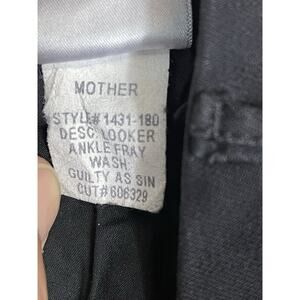 MOTHER
STYLE# 1431-180
DESC. LOOKER
ANKLE FRAY
WASH:
GUILTY AS SIN
CUT# 606329